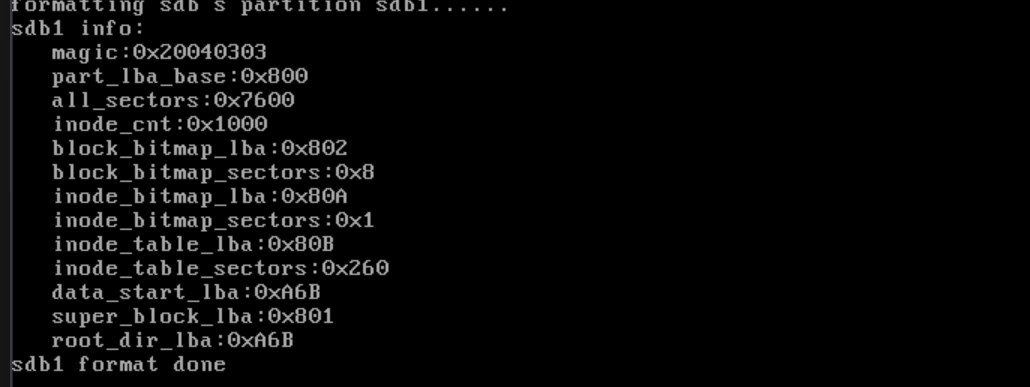 formatting sdb s partition sdb1......
sdb1 info:
magic:0x20040303
part_lba_base:0x800
all_sectors:0x7600
inode_cnt:0x1000
block_bitmap_lba:0x802
block_bitmap_sectors:0x8
inode_bitmap_lba:0x80A
inode_bitmap_sectors:0x1
inode_table_lba:0x80B
inode_table_sectors:0x260
data_start_lba:0xA6B
super_block_lba:0x801
root_dir_lba:0xA6B
sdb1 format done